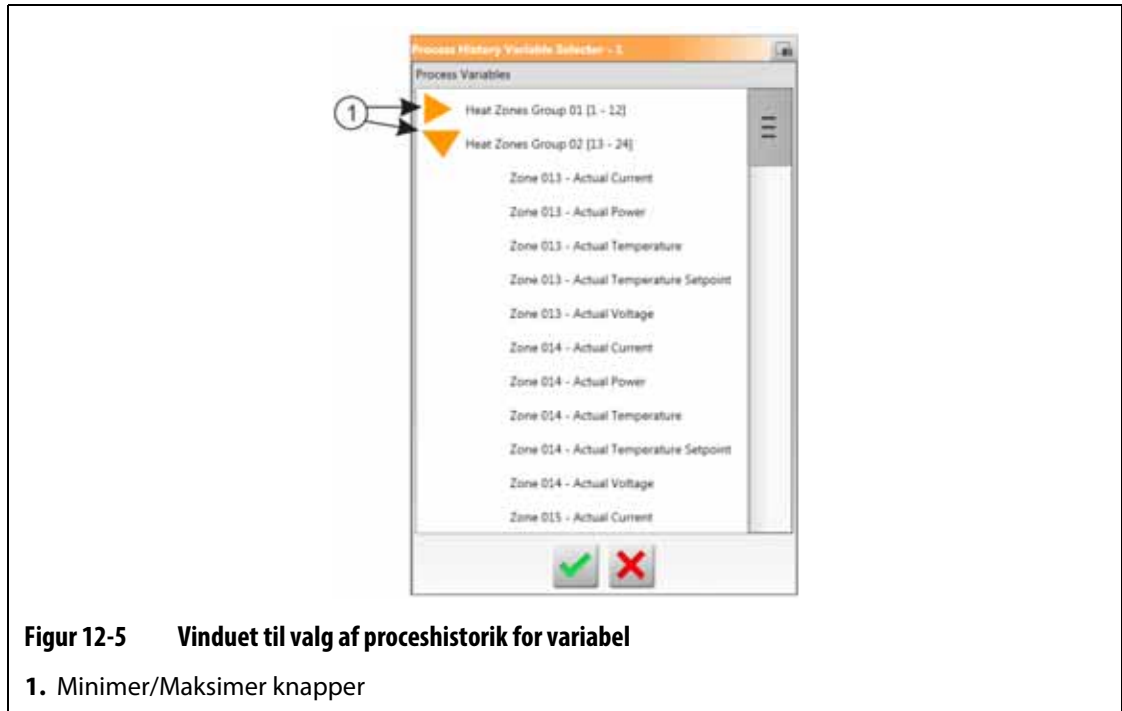 Process History Variable Selector - 1
Process Variables
1
Heat Zones Group 01 [1 - 12]
Heat Zones Group 02 [13 - 24]
Zone 013 - Actual Current
Zone 013 - Actual Power
Zone 013 - Actual Temperature
Zone 013 - Actual Temperature Setpoint
Zone 013 - Actual Voltage
Zone 014 - Actual Current
Zone 014 - Actual Power
Zone 014 - Actual Temperature
Zone 014 - Actual Temperature Setpoint
Zone 014 - Actual Voltage
Zone 015 - Actual Current
Figur 12-5 Vinduet til valg af proceshistorik for variabel
1. Minimer/Maksimer knapper